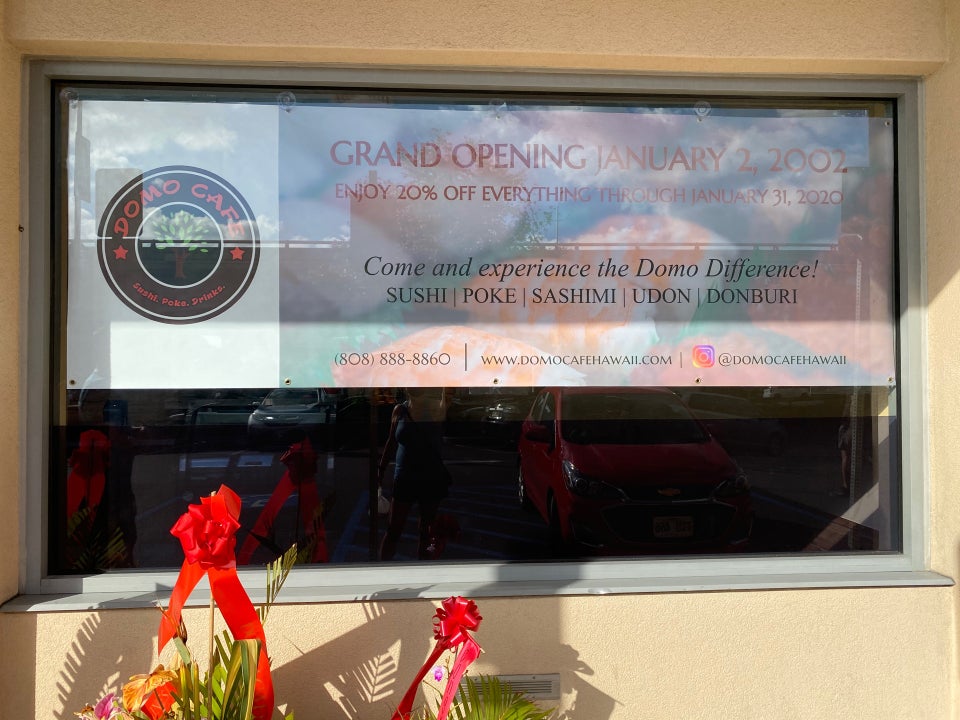 GRAND OPENING JANUARY 2, 2002
ENJOY 20% OFF EVERYTHING THROUGH JANUARY 31, 2020
DOMO CAFE
Sushi. Poke. Drinks.
Come and experience the Domo Difference!
SUSHI | POKE | SASHIMI | UDON | DONBURI
(808) 888-8860 | WWW.DOMOCAFEHAWAII.COM | @DOMOCAFEHAWAII